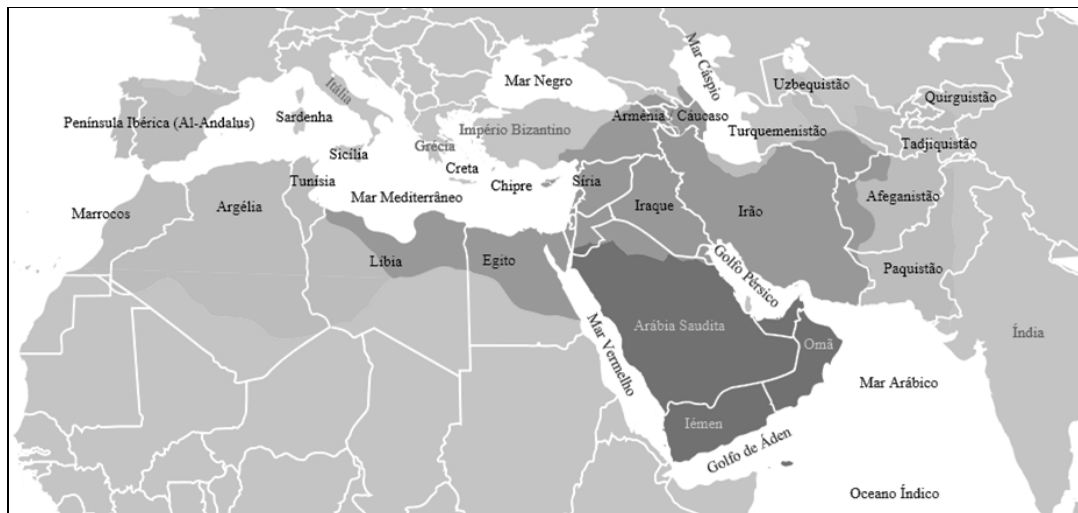 Mar Negro
Mar Cáspio
Uzbequistão
Quirguistão
Itália
Península Ibérica (Al-Andalus)
Sardenha
Império Bizantino
Arménia
Cáucaso
Turquemenistão
Tadjiquistão
Grécia
Sicília
Creta
Chipre
Síria
Tunísia
Mar Mediterrâneo
Marrocos
Argélia
Iraque
Irão
Afeganistão
Líbia
Egito
Golfo Pérsico
Paquistão
Mar Vermelho
Arábia Saudita
Omã
Índia
Mar Arábico
Iémen
Golfo de Áden
Oceano Índico